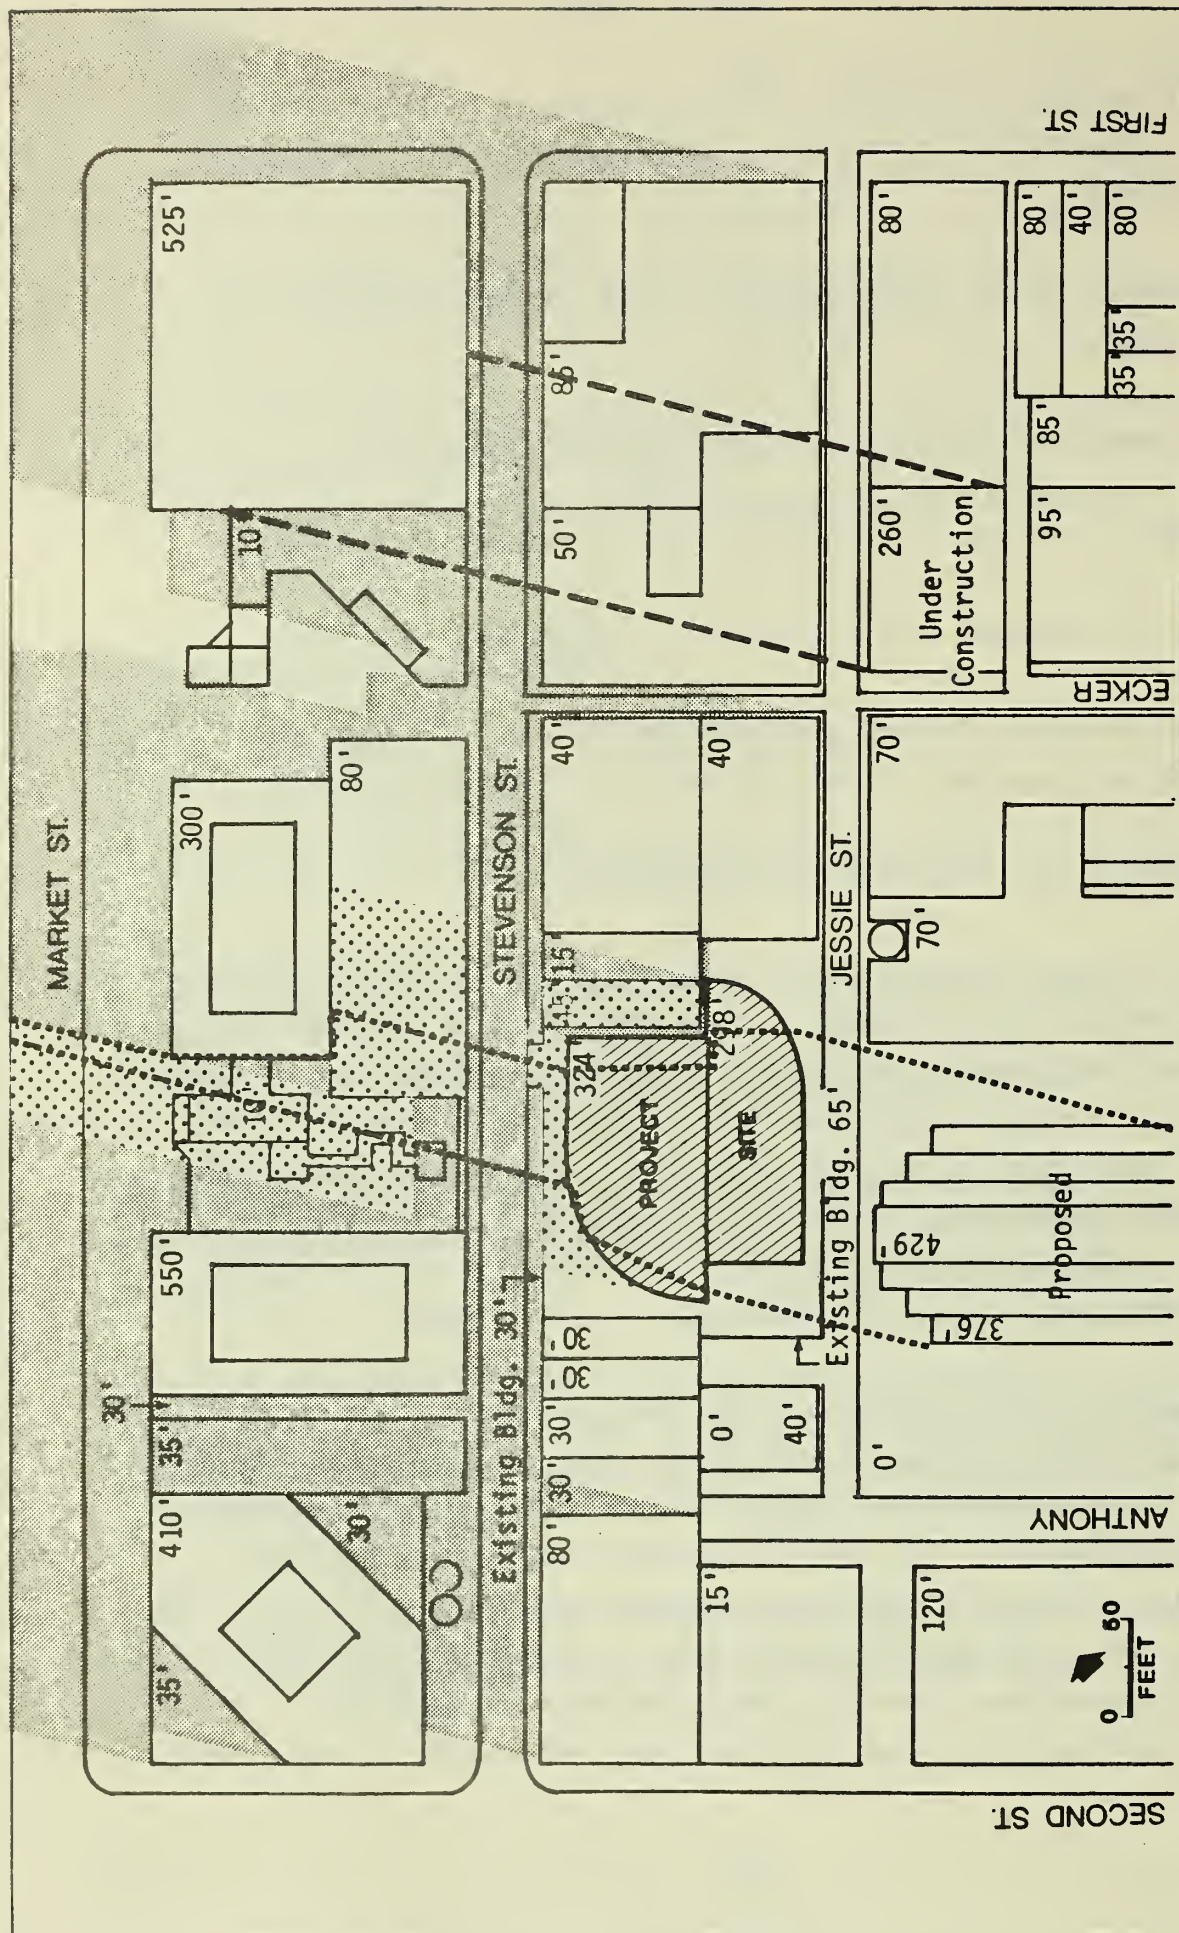 MARKET ST.
STEVENSON ST.
JESSIE ST.
FIRST ST.
ECKER
ANTHONY
SECOND ST.
35'
410'
30'
35'
30'
550'
10'
300'
80'
10'
525'
80'
30'
30'
30'
30'
Existing Bldg. 30'
324'
PROJECT
SITE
298'
15'
15'
40'
40'
50'
85'
15'
0'
40'
Existing Bldg. 65'
120'
0'
376'
429'
Proposed
70'
70'
260'
Under
Construction
80'
95'
85'
35'
35'
80'
40'
80'
0 60
FEET